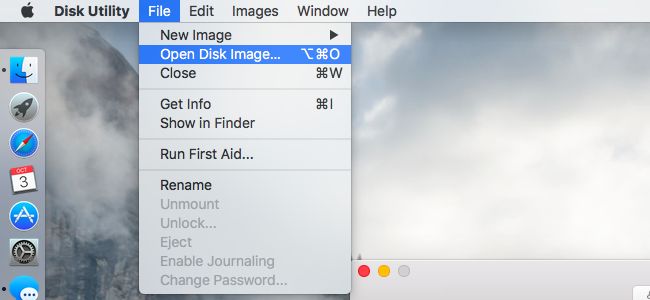 Disk Utility File Edit Images Window Help
New Image ▶
Open Disk Image... ⌥⌘O
Close ⌘W
Get Info ⌘I
Show in Finder
Run First Aid...
Rename
Unmount
Unlock...
Eject
Enable Journaling
Change Password...
OCT
3